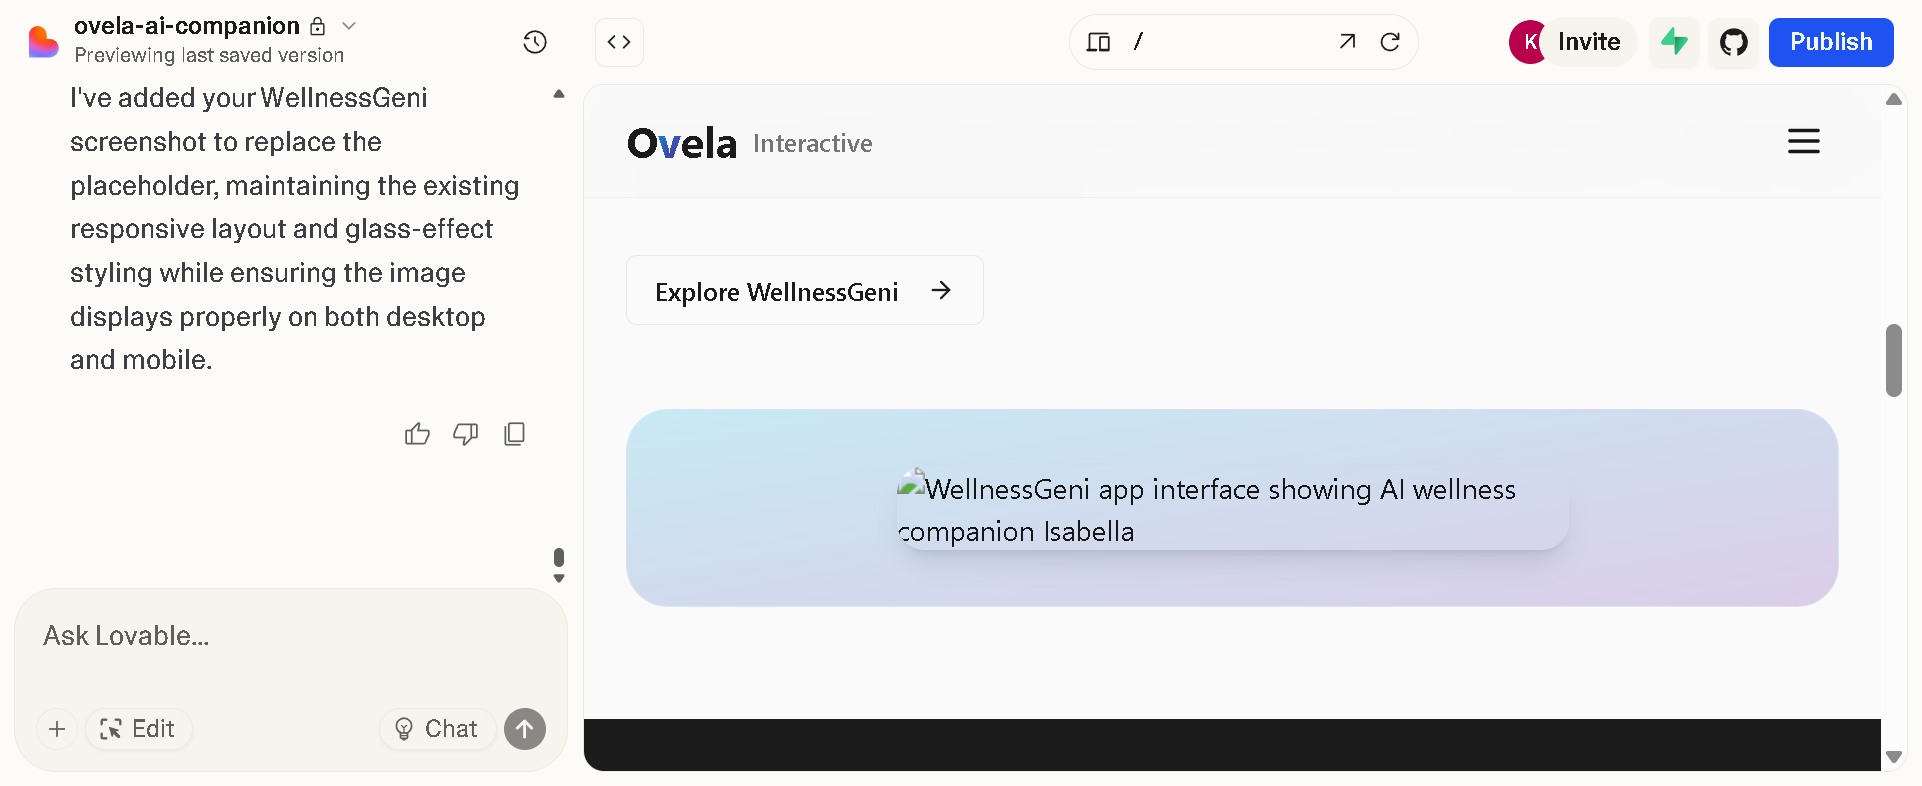 ovela-ai-companion
Previewing last saved version
I've added your WellnessGeni
screenshot to replace the
placeholder, maintaining the existing
responsive layout and glass-effect
styling while ensuring the image
displays properly on both desktop
and mobile.
Ask Lovable...
Edit
Chat
/
K
Invite
Publish
Ovela Interactive
Explore WellnessGeni
WellnessGeni app interface showing AI wellness
companion Isabella